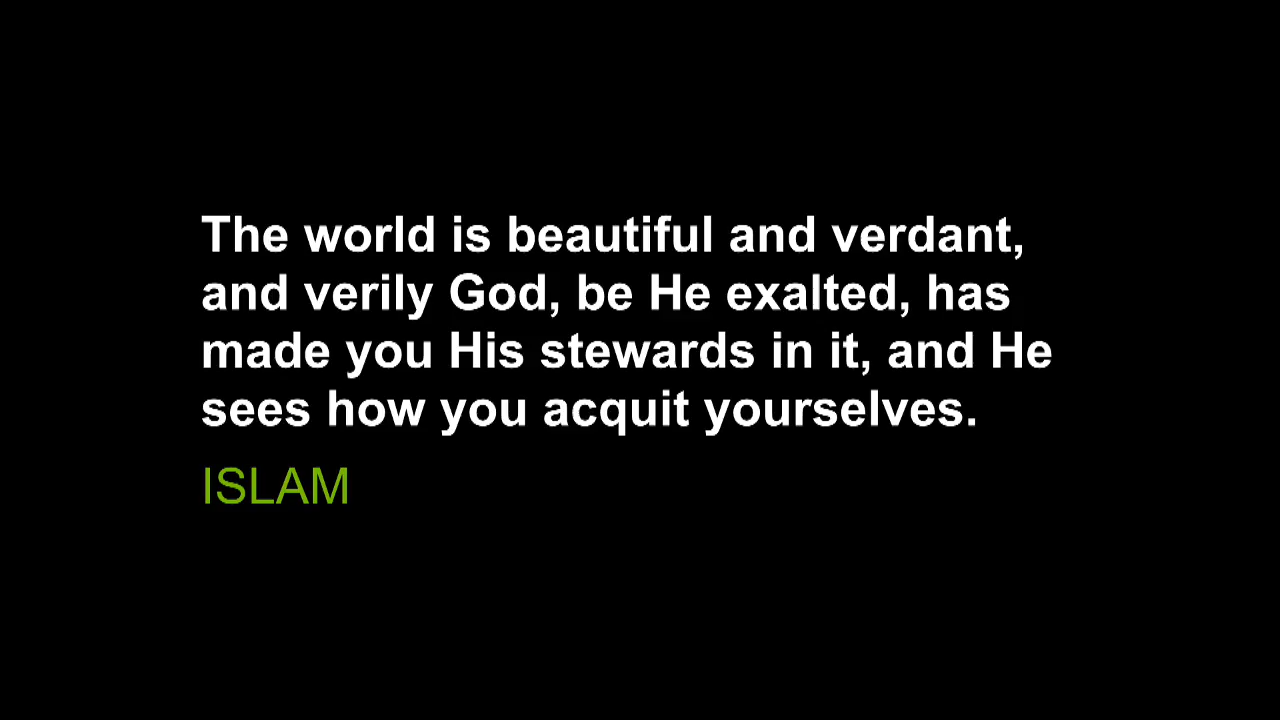 The world is beautiful and verdant,
and verily God, be He exalted, has
made you His stewards in it, and He
sees how you acquit yourselves.
ISLAM